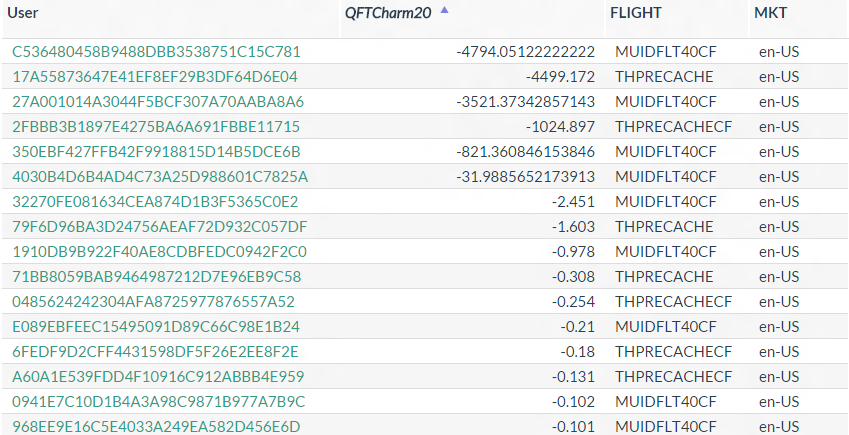 User QFTCharm20 FLIGHT MKT
C536480458B9488DBB3538751C15C781 -4794.05122222222 MUIDFLT40CF en-US
17A55873647E41EF8EF29B3DF64D6E04 -4499.172 THPRECACHE en-US
27A001014A3044F5BCF307A70AABA8A6 -3521.37342857143 MUIDFLT40CF en-US
2FBBB3B1897E4275BA6A691FBBE11715 -1024.897 THPRECACHECF en-US
350EBF427FFB42F9918815D14B5DCE6B -821.360846153846 MUIDFLT40CF en-US
4030B4D6B4AD4C73A25D988601C7825A -31.9885652173913 MUIDFLT40CF en-US
32270FE081634CEA874D1B3F5365C0E2 -2.451 MUIDFLT40CF en-US
79F6D96BA3D24756AEAF72D932C057DF -1.603 THPRECACHE en-US
1910DB9B922F40AE8CDBFEDC0942F2C0 -0.978 MUIDFLT40CF en-US
71BB8059BAB9464987212D7E96EB9C58 -0.308 THPRECACHE en-US
0485624242304AFA8725977876557A52 -0.254 THPRECACHECF en-US
E089EBFEEC15495091D89C66C98E1B24 -0.21 MUIDFLT40CF en-US
6FEDF9D2CFF4431598DF5F26E2EE8F2E -0.18 THPRECACHECF en-US
A60A1E539FDD4F10916C912ABBB4E959 -0.131 THPRECACHECF en-US
0941E7C10D1B4A3A98C9871B977A7B9C -0.102 MUIDFLT40CF en-US
968EE9E16C5E4033A249EA582D456E6D -0.101 MUIDFLT40CF en-US